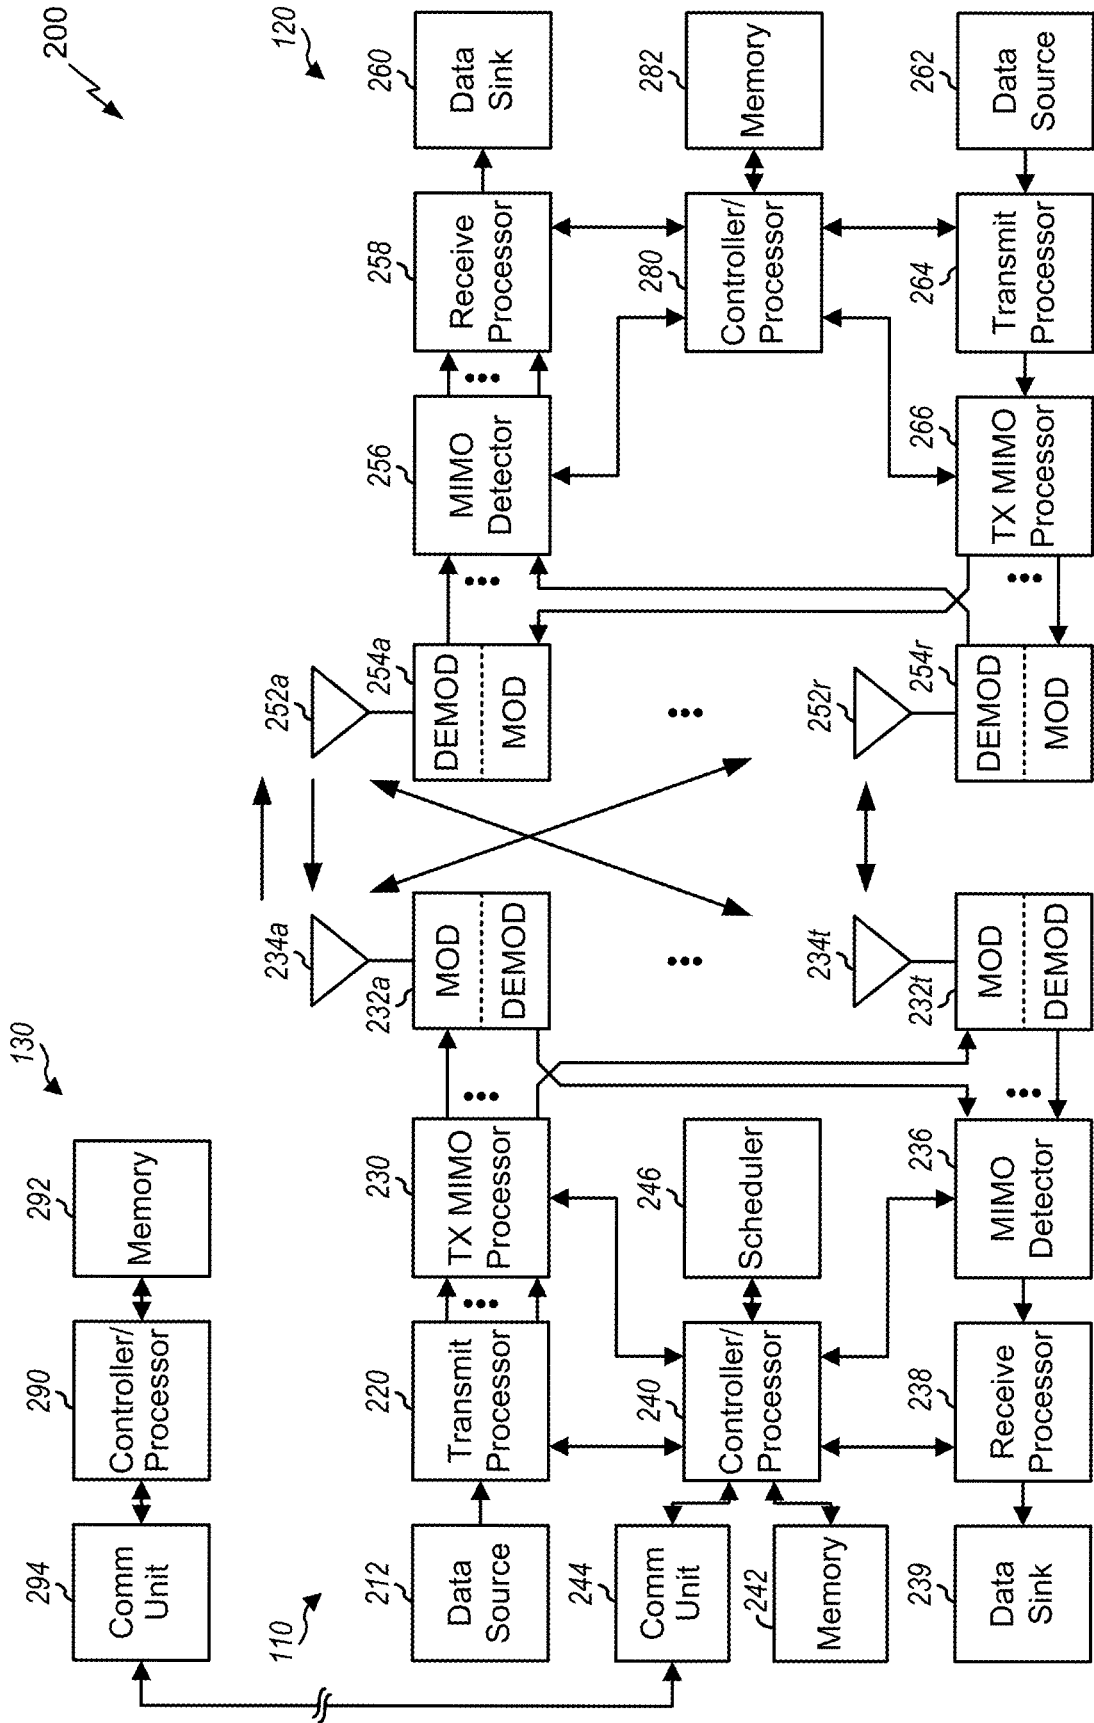 200
130
294
Comm
Unit
290
Controller/
Processor
292
Memory
110
120
212
Data
Source
220
Transmit
Processor
230
TX MIMO
Processor
232a
MOD
DEMOD
234a
252a
254a
DEMOD
MOD
256
MIMO
Detector
258
Receive
Processor
260
Data
Sink
244
Comm
Unit
242
Memory
240
Controller/
Processor
246
Scheduler
280
Controller/
Processor
282
Memory
239
Data
Sink
238
Receive
Processor
236
MIMO
Detector
232t
MOD
DEMOD
234t
252r
254r
DEMOD
MOD
266
TX MIMO
Processor
264
Transmit
Processor
262
Data
Source